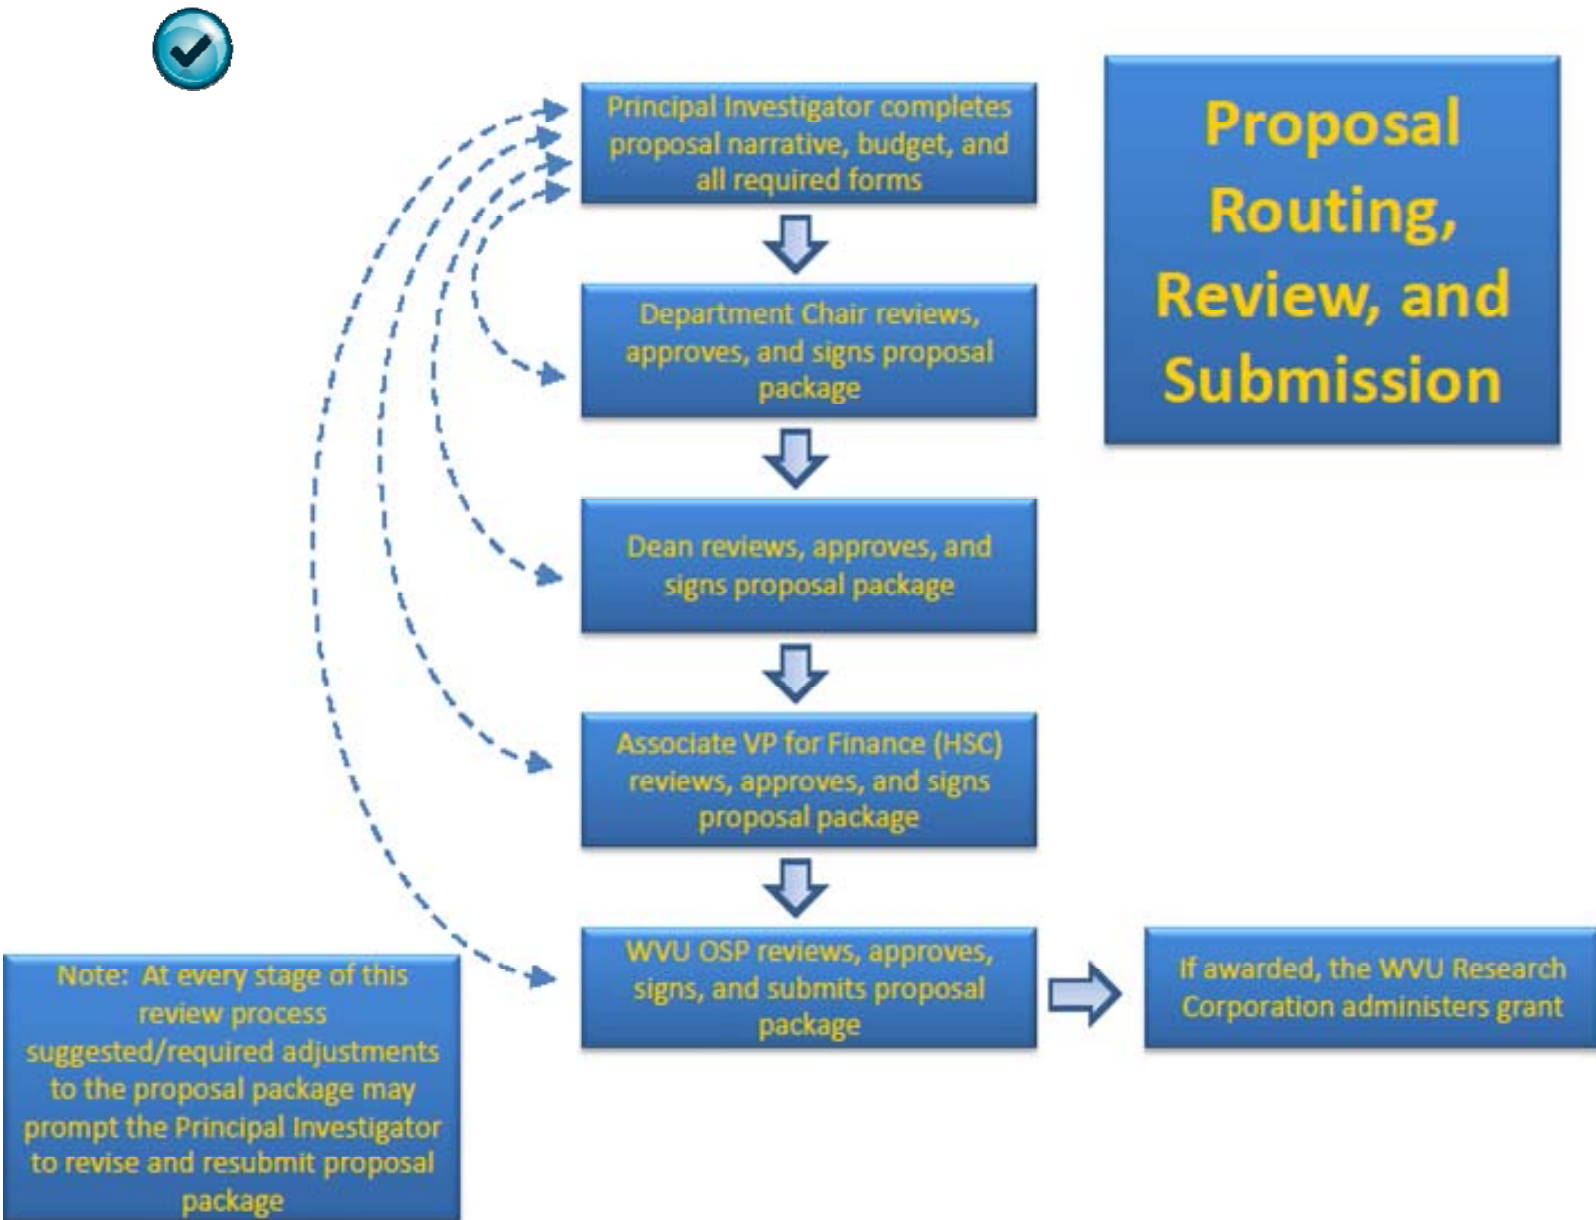 Principal Investigator completes
proposal narrative, budget, and
all required forms
Proposal
Routing,
Review, and
Submission
Department Chair reviews,
approves, and signs proposal
package
Dean reviews, approves, and
signs proposal package
Associate VP for Finance (HSC)
reviews, approves, and signs
proposal package
WVU OSP reviews, approves,
signs, and submits proposal
package
If awarded, the WVU Research
Corporation administers grant
Note: At every stage of this
review process
suggested/required adjustments
to the proposal package may
prompt the Principal Investigator
to revise and resubmit proposal
package